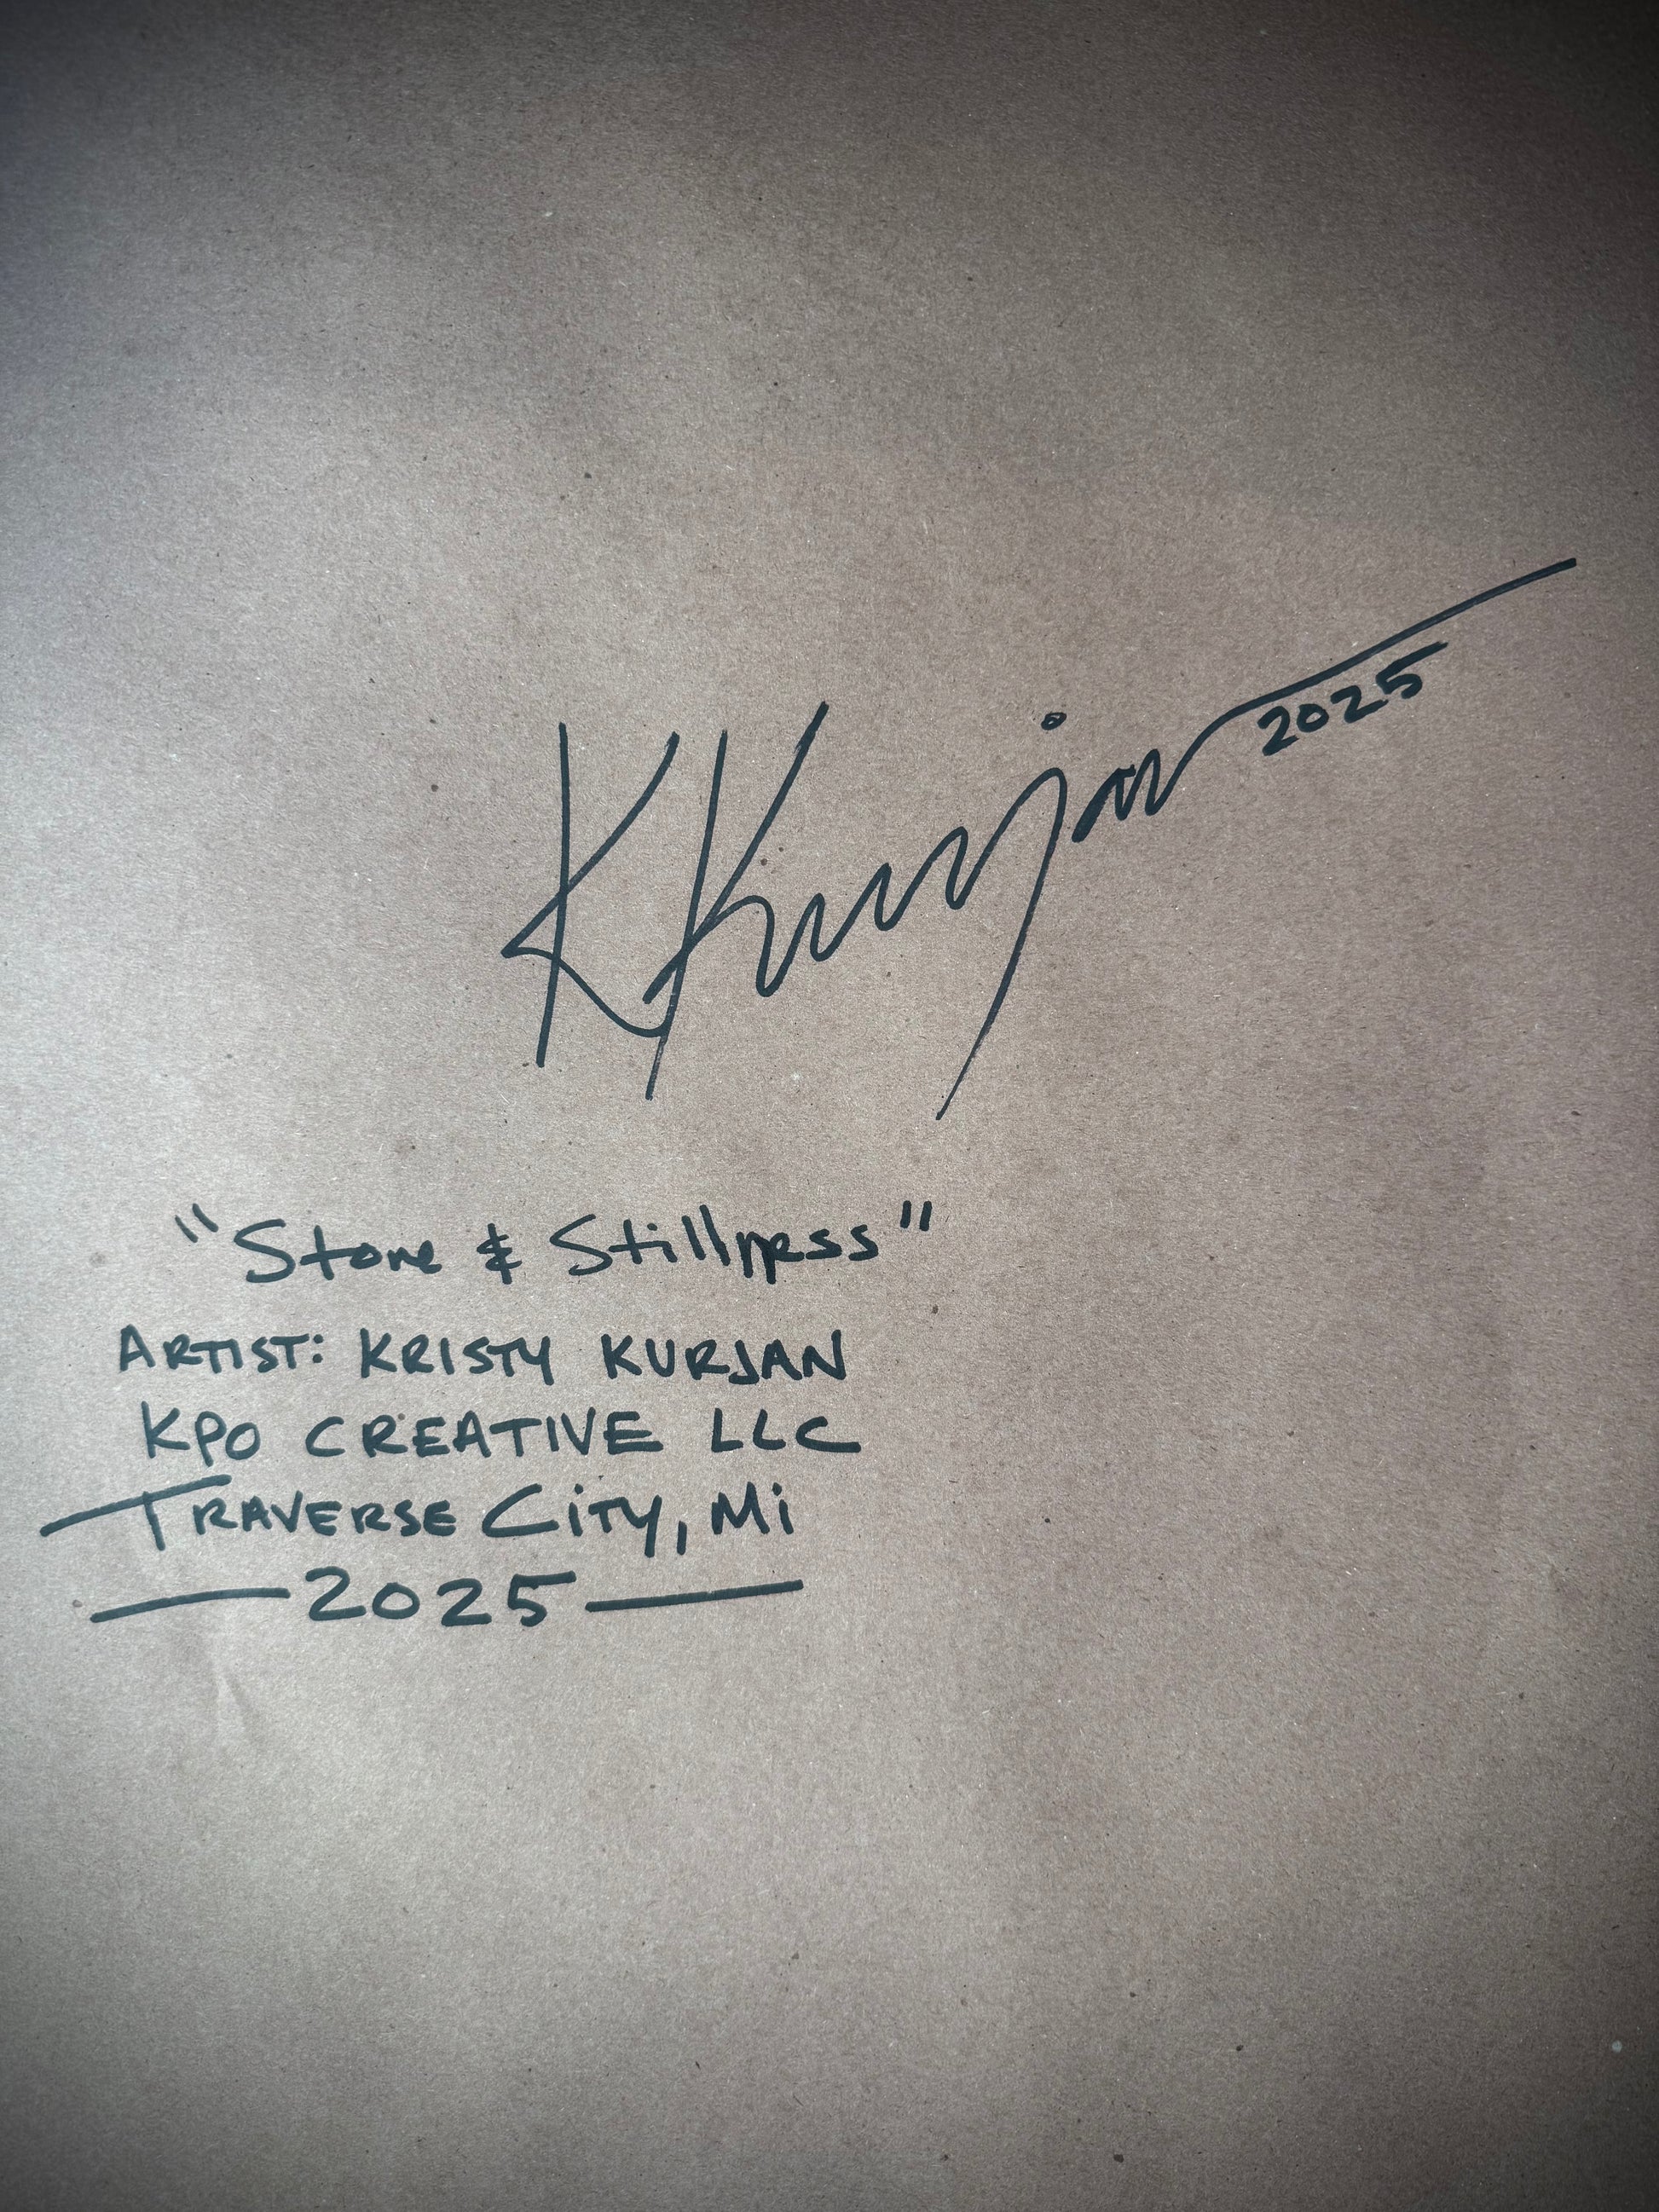 KKurjan
2025
"Stone & Stillness"
ARTIST: KRISTY KURJAN
KPO CREATIVE LLC
TRAVERSE CiTY, Mi
—2025—